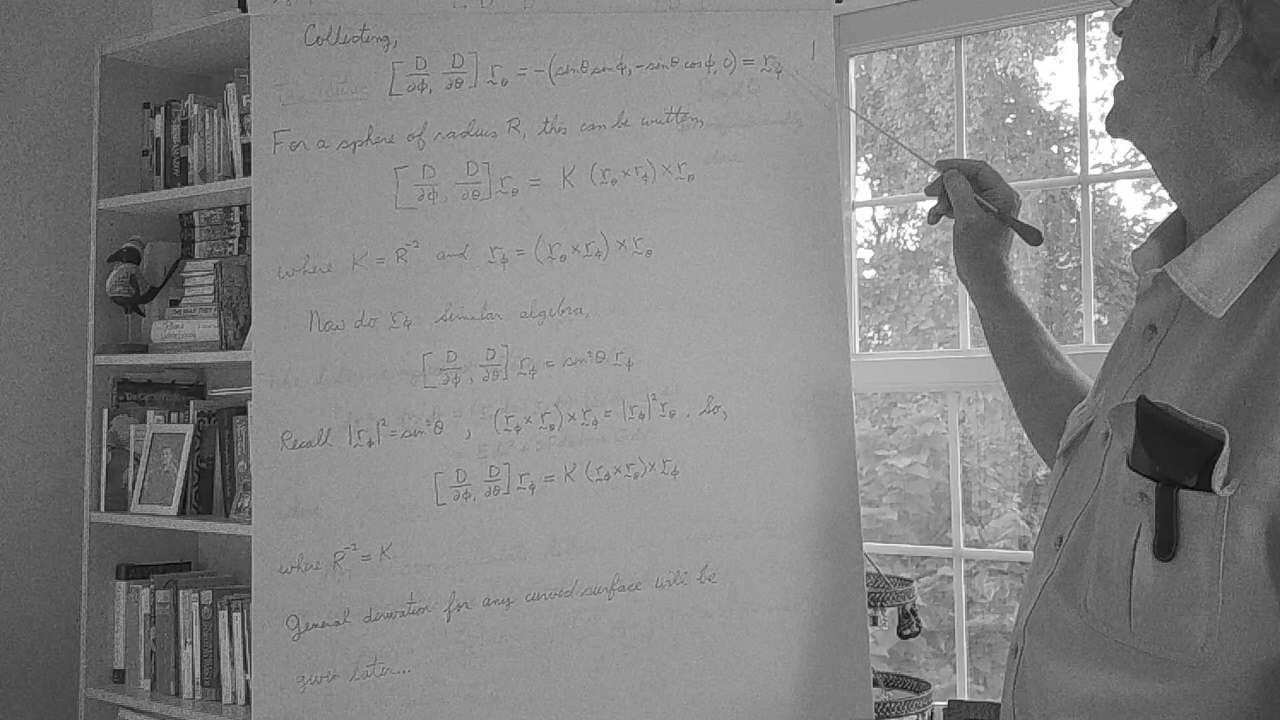 Collecting,
[D/∂φ, D/∂θ] r_θ = -(sinθ sinφ, -sinθ cosφ, 0) = r_φ
1
For a sphere of radius R, this can be written,
[D/∂φ, D/∂θ] r_θ = K (r_θ × r_φ) × r_θ
where K = R⁻² and r_φ = (r_θ × r_φ) × r_θ
Now do r_φ similar algebra,
[D/∂φ, D/∂θ] r_φ = sin²θ r_φ
Recall |r_φ|² = sin²θ , (r_φ × r_θ) × r_φ = |r_φ|² r_θ . So,
[D/∂φ, D/∂θ] r_φ = K (r_φ × r_θ) × r_φ
where R⁻² = K
General derivation for any curved surface will be
given later...